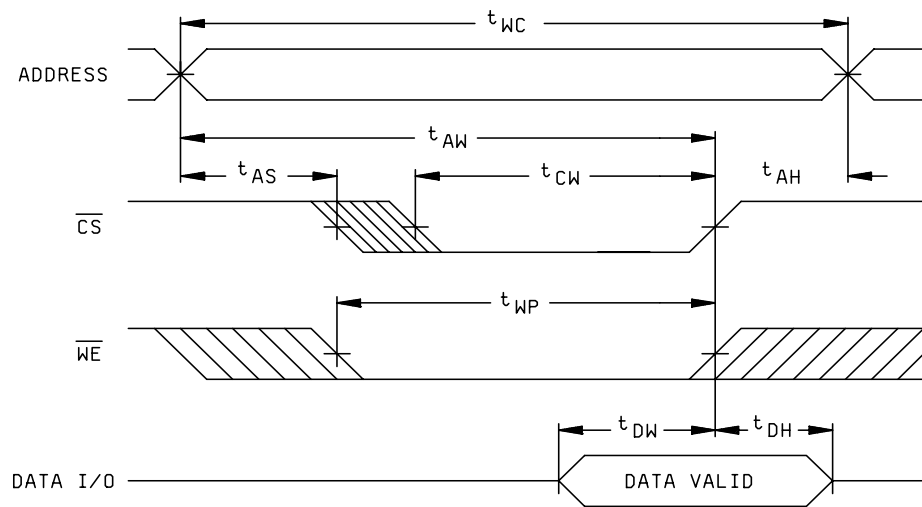 t WC
ADDRESS
t AW
t AS
t CW
t AH
CS
t WP
WE
t DW
t DH
DATA I/O
DATA VALID